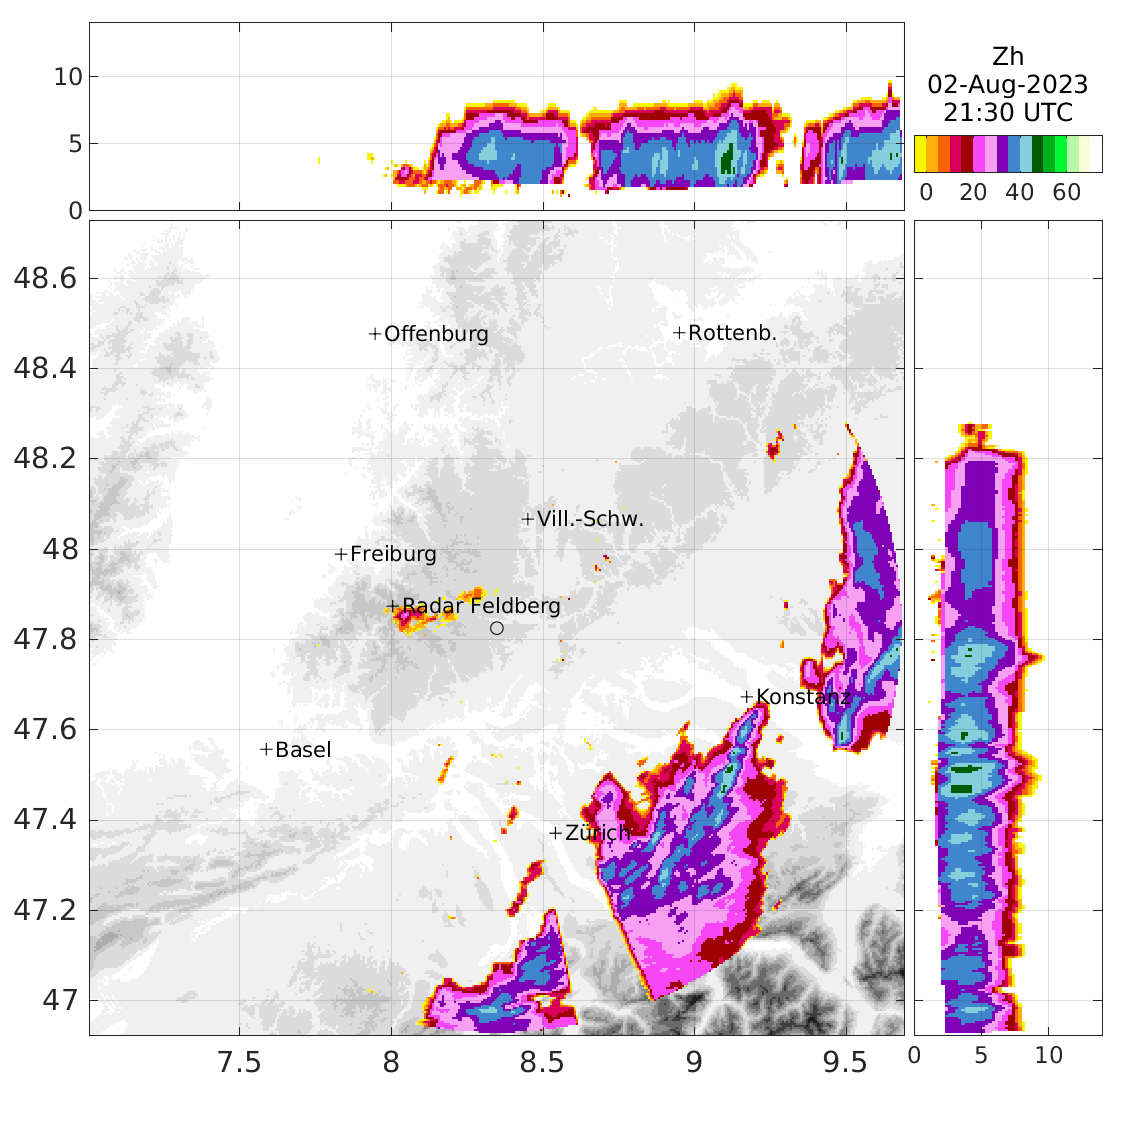 10
5
0
Zh
02-Aug-2023
21:30 UTC
0 20 40 60
48.6
48.4
48.2
48
47.8
47.6
47.4
47.2
47
Offenburg
Rottenb.
Vill.-Schw.
Freiburg
Radar Feldberg
Konstanz
Basel
Zürich
7.5 8 8.5 9 9.5
0 5 10